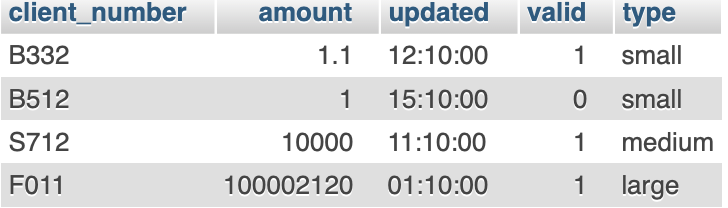 client_number amount updated valid type
B332 1.1 12:10:00 1 small
B512 1 15:10:00 0 small
S712 10000 11:10:00 1 medium
F011 100002120 01:10:00 1 large